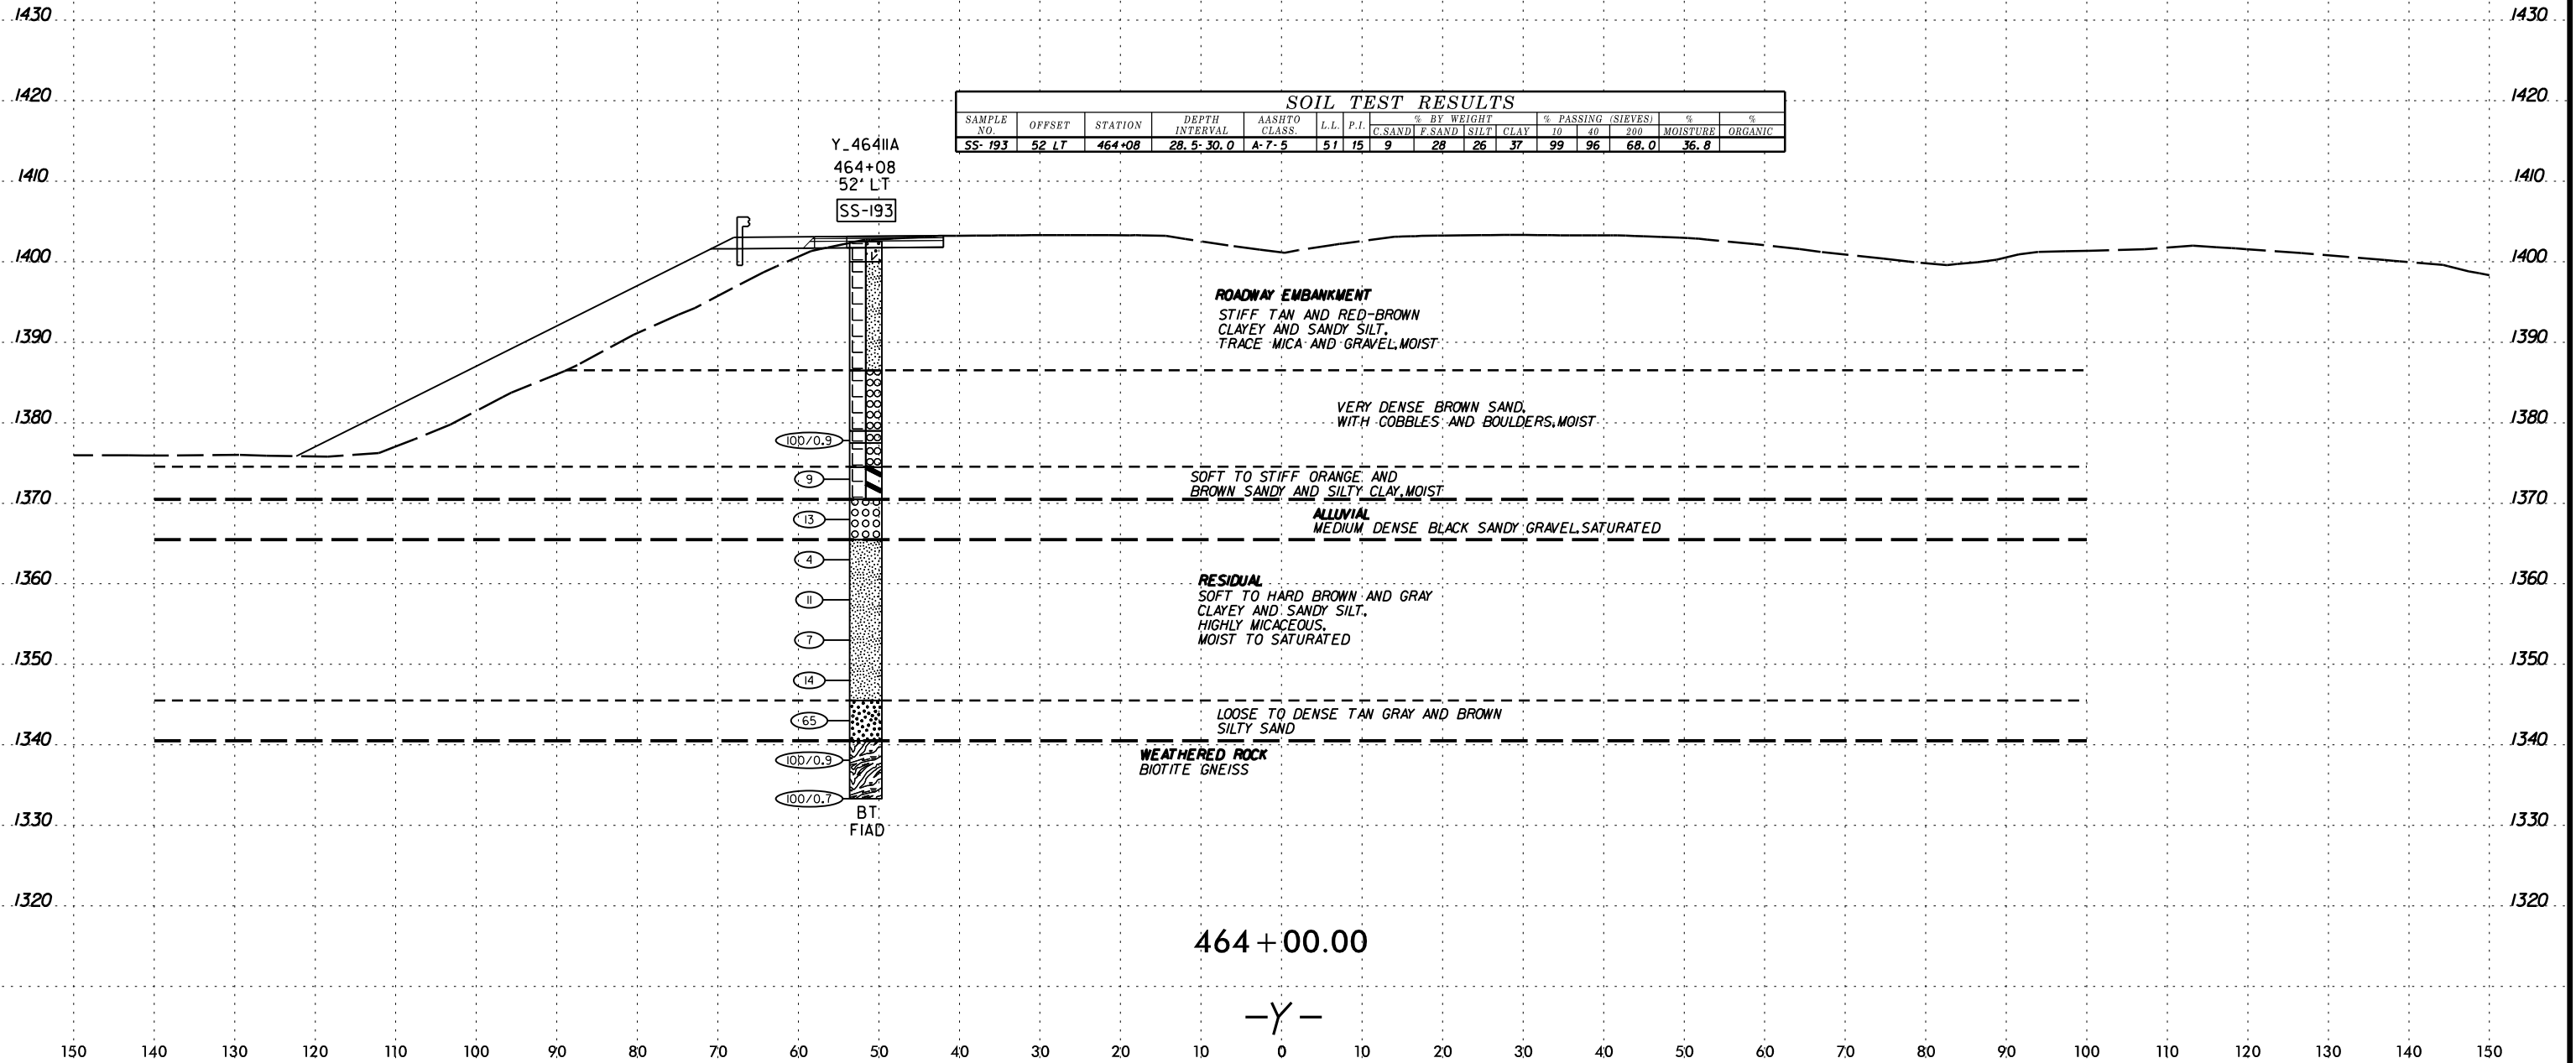 1430 1430
1420 1420
SOIL TEST RESULTS
SAMPLE NO. OFFSET STATION DEPTH INTERVAL AASHTO CLASS. L.L. P.I. % BY WEIGHT % PASSING (SIEVES) % MOISTURE % ORGANIC
C.SAND F.SAND SILT CLAY 10 40 200
SS-193 52 LT 464+08 28.5-30.0 A-7-5 51 15 9 28 26 37 99 96 68.0 36.8
Y_46411A
464+08
52' LT
1410 1410
SS-193
1400 1400
ROADWAY EMBANKMENT
STIFF TAN AND RED-BROWN
CLAYEY AND SANDY SILT,
TRACE MICA AND GRAVEL,MOIST
1390 1390
VERY DENSE BROWN SAND,
WITH COBBLES AND BOULDERS,MOIST
1380 1380
100/0.9
SOFT TO STIFF ORANGE AND
BROWN SANDY AND SILTY CLAY,MOIST
9
1370 1370
ALLUVIAL
MEDIUM DENSE BLACK SANDY GRAVEL,SATURATED
13
4
1360 1360
RESIDUAL
SOFT TO HARD BROWN AND GRAY
CLAYEY AND SANDY SILT,
HIGHLY MICACEOUS,
MOIST TO SATURATED
11
7
1350 1350
14
LOOSE TO DENSE TAN GRAY AND BROWN
SILTY SAND
65
1340 1340
WEATHERED ROCK
BIOTITE GNEISS
100/0.9
100/0.7
BT
FIAD
1330 1330
1320 1320
464+00.00
-Y-
150 140 130 120 110 100 90 80 70 60 50 40 30 20 10 0 10 20 30 40 50 60 70 80 90 100 110 120 130 140 150